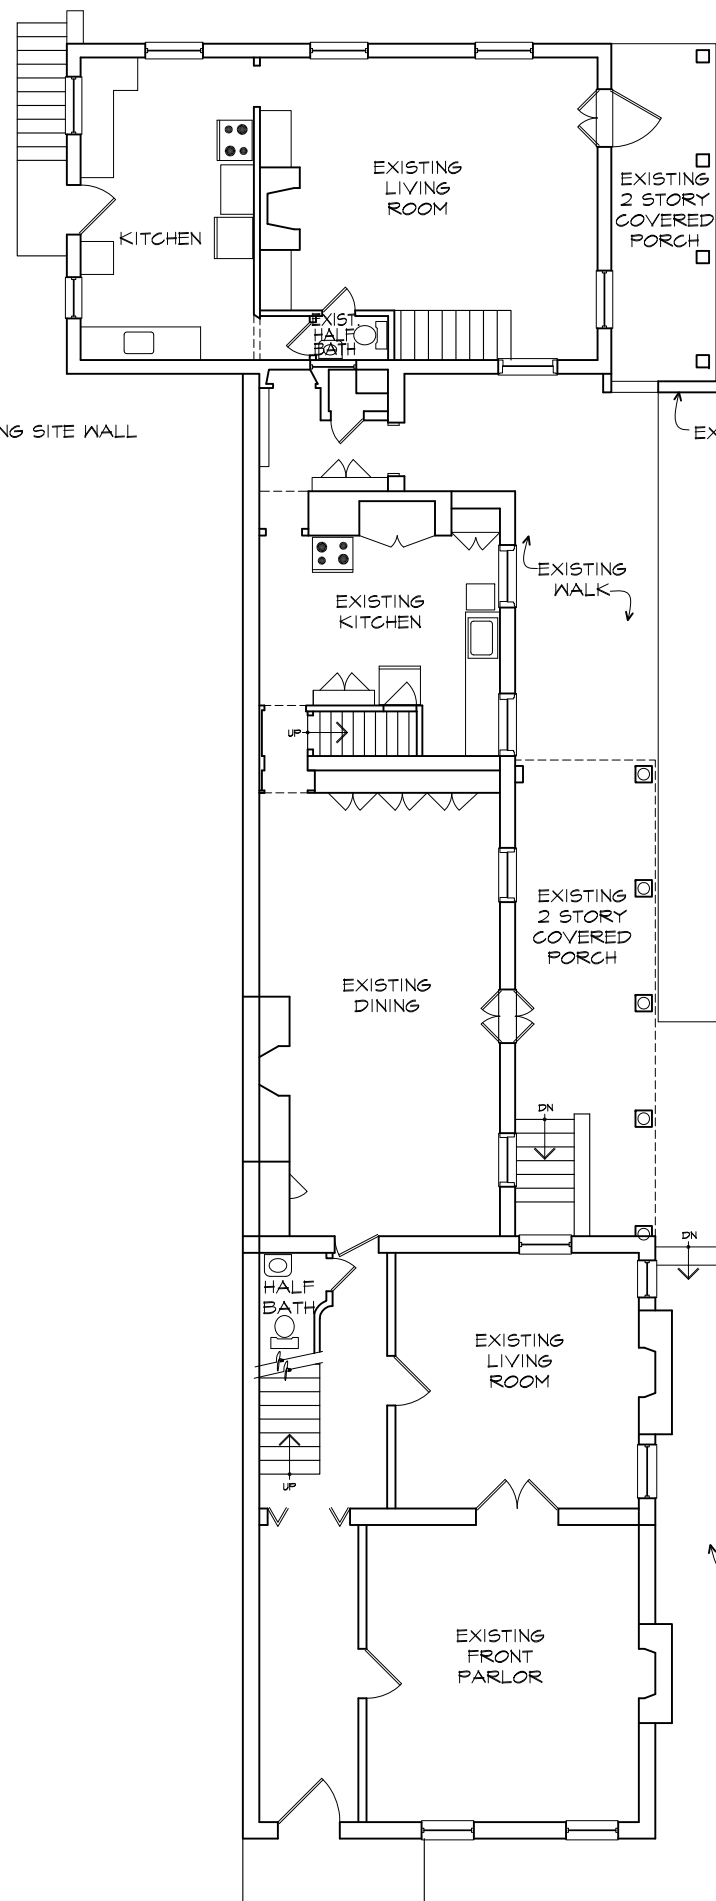 EXISTING
LIVING
ROOM
EXISTING
2 STORY
COVERED
PORCH
KITCHEN
EXIST.
HALF
BATH
NG SITE WALL
EX
EXISTING
WALK
EXISTING
KITCHEN
UP
EXISTING
2 STORY
COVERED
PORCH
EXISTING
DINING
DN
DN
HALF
BATH
EXISTING
LIVING
ROOM
UP
EXISTING
FRONT
PARLOR